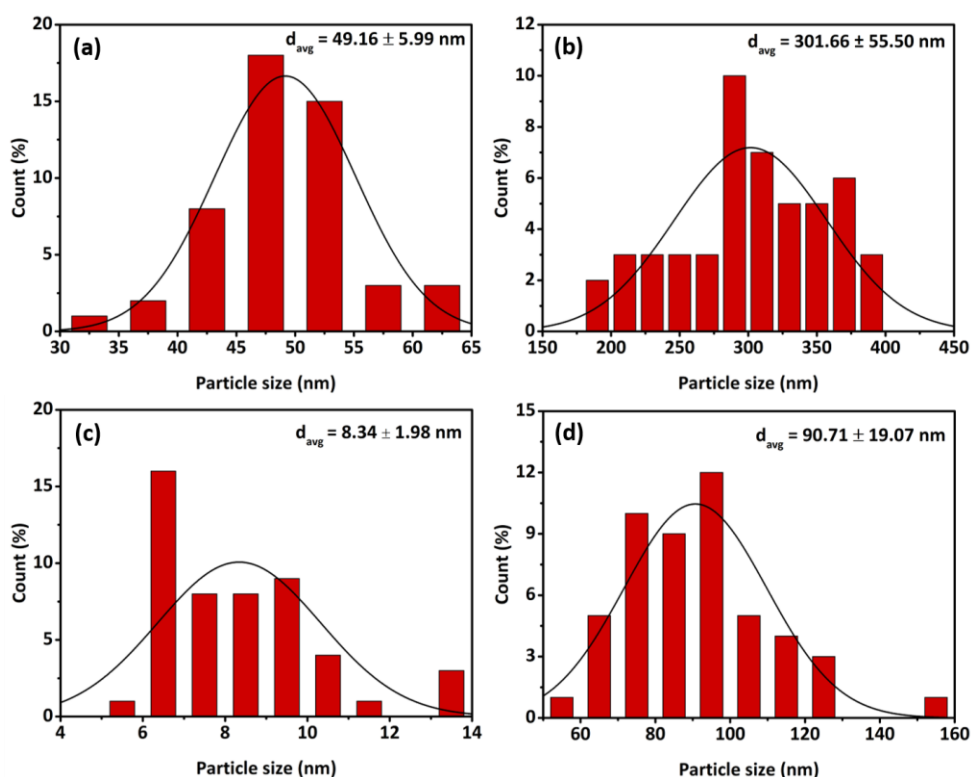 (a)
d_avg = 49.16 ± 5.99 nm
Count (%)
20
15
10
5
0
30 35 40 45 50 55 60 65
Particle size (nm)
(b)
d_avg = 301.66 ± 55.50 nm
Count (%)
12
10
8
6
4
2
0
150 200 250 300 350 400 450
Particle size (nm)
(c)
d_avg = 8.34 ± 1.98 nm
Count (%)
20
15
10
5
0
4 6 8 10 12 14
Particle size (nm)
(d)
d_avg = 90.71 ± 19.07 nm
Count (%)
15
12
9
6
3
0
60 80 100 120 140 160
Particle size (nm)